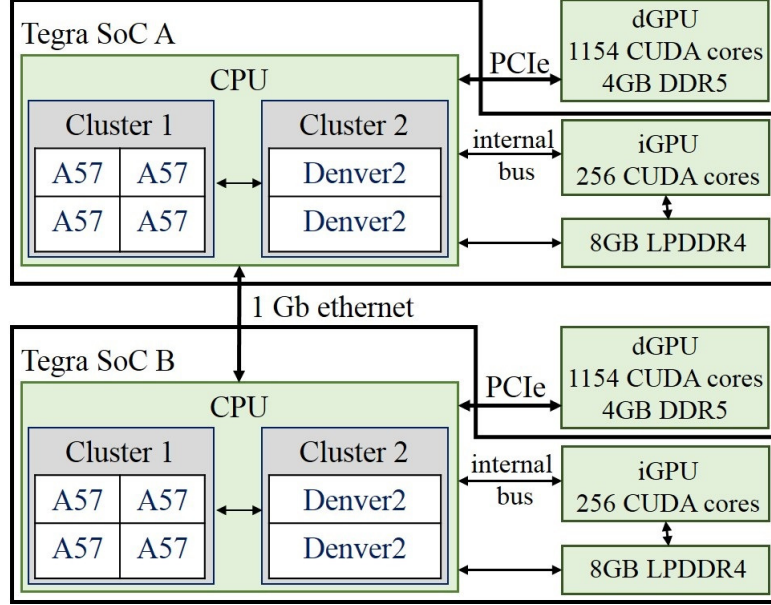 Tegra SoC A
CPU
Cluster 1
A57 A57
A57 A57
Cluster 2
Denver2
Denver2
PCIe
dGPU
1154 CUDA cores
4GB DDR5
internal
bus
iGPU
256 CUDA cores
8GB LPDDR4
1 Gb ethernet
Tegra SoC B
CPU
Cluster 1
A57 A57
A57 A57
Cluster 2
Denver2
Denver2
PCIe
dGPU
1154 CUDA cores
4GB DDR5
internal
bus
iGPU
256 CUDA cores
8GB LPDDR4